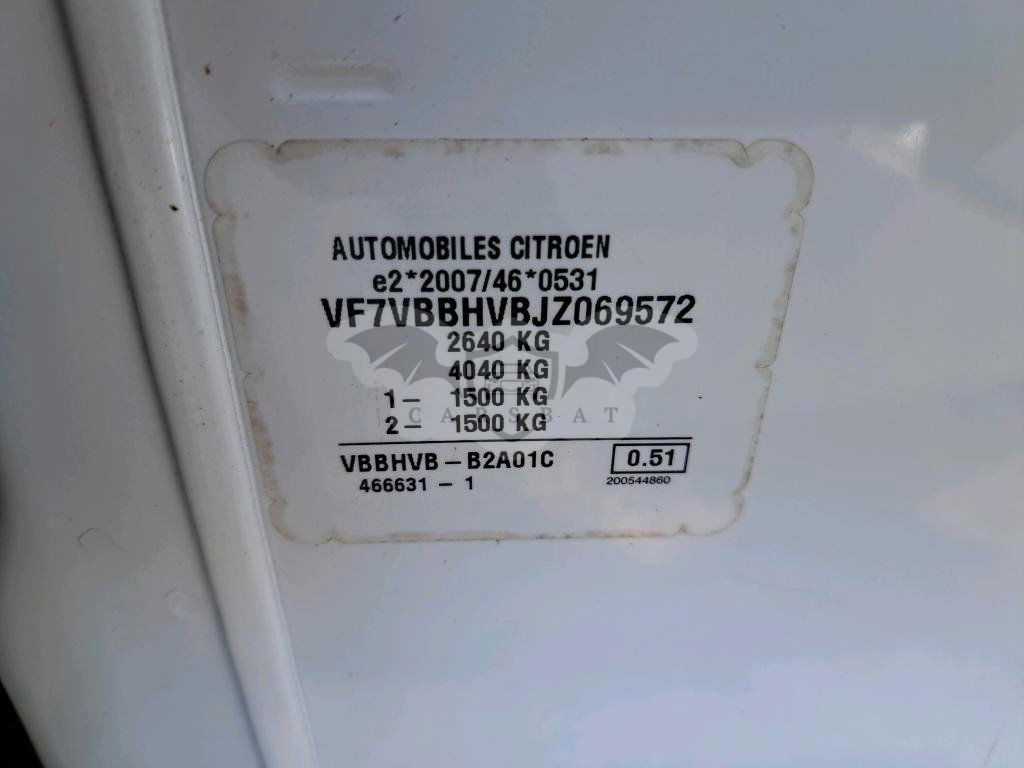 AUTOMOBILES CITROEN
e2*2007/46*0531
VF7VBBHVBJZ069572
2640 KG
4040 KG
1– 1500 KG
2– 1500 KG
CARSBAT
VBBHVB – B2A01C 0.51
466631 – 1 200544860